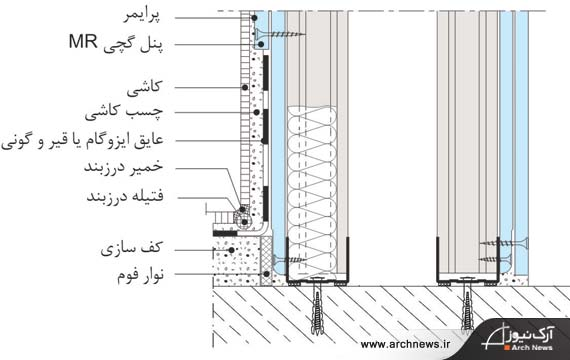 پرایمر
پنل گچی MR
کاشی
چسب کاشی
عایق ایزوگام یا قیر و گونی
خمیر درزبند
فتیله درزبند
کف سازی
نوار فوم
www.archnews.ir
آرک‌نیوز
Arch News